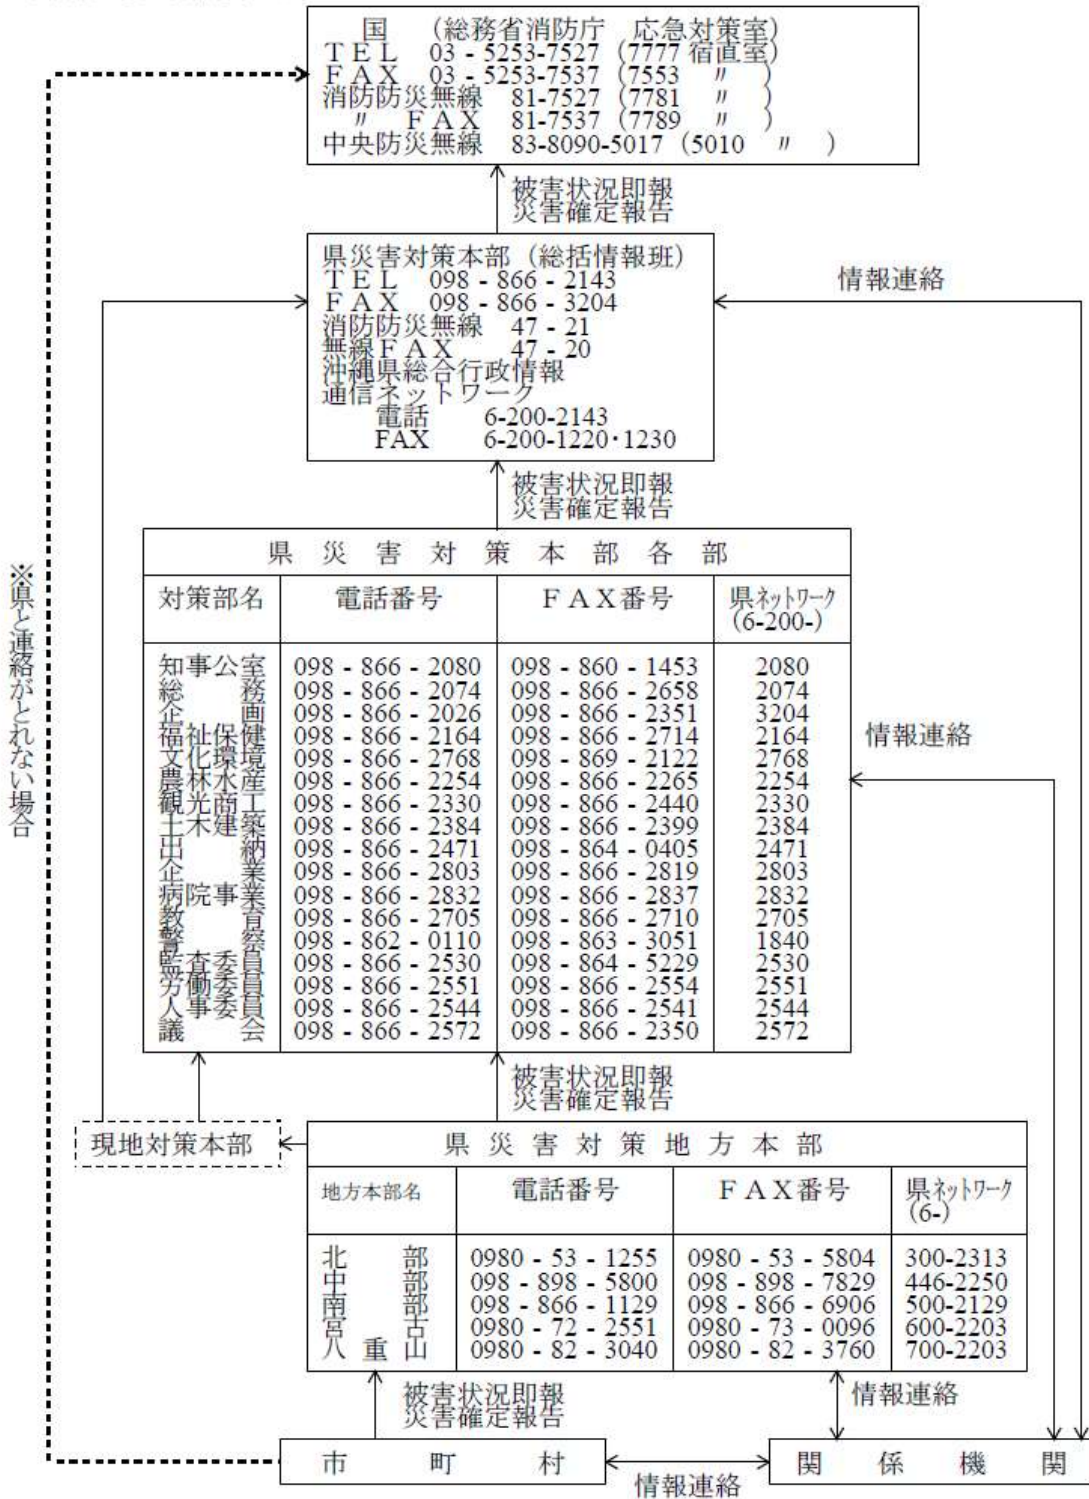 国 (総務省消防庁 応急対策室)
TEL 03-5253-7527 (7777 宿直室)
FAX 03-5253-7537 (7553 〃 )
消防防災無線 81-7527 (7781 〃 )
〃 FAX 81-7537 (7789 〃 )
中央防災無線 83-8090-5017 (5010 〃 )
被害状況即報
災害確定報告
県災害対策本部 (総括情報班)
TEL 098-866-2143
FAX 098-866-3204
消防防災無線 47-21
無線FAX 47-20
沖縄県総合行政情報
通信ネットワーク
電話 6-200-2143
FAX 6-200-1220・1230
情報連絡
被害状況即報
災害確定報告
※県と連絡がとれない場合
県災害対策本部各部
対策部名 電話番号 FAX番号 県ネットワーク
(6-200-)
知事公室 098-866-2080 098-860-1453 2080
総務 098-866-2074 098-866-2658 2074
企画 098-866-2026 098-866-2351 3204
福祉保健 098-866-2164 098-866-2714 2164
文化環境 098-866-2768 098-869-2122 2768
農林水産 098-866-2254 098-866-2265 2254
観光商工 098-866-2330 098-866-2440 2330
土木建築 098-866-2384 098-866-2399 2384
出納 098-866-2471 098-864-0405 2471
企業 098-866-2803 098-866-2819 2803
病院事業 098-866-2832 098-866-2837 2832
教育 098-866-2705 098-866-2710 2705
警察 098-862-0110 098-863-3051 1840
監査委員 098-866-2530 098-864-5229 2530
労働委員 098-866-2551 098-866-2554 2551
人事委員 098-866-2544 098-866-2541 2544
議会 098-866-2572 098-866-2350 2572
情報連絡
被害状況即報
災害確定報告
現地対策本部
県災害対策地方本部
地方本部名 電話番号 FAX番号 県ネットワーク
(6-)
北部 0980-53-1255 0980-53-5804 300-2313
中部 098-898-5800 098-898-7829 446-2250
南部 098-866-1129 098-866-6906 500-2129
宮古 0980-72-2551 0980-73-0096 600-2203
八重山 0980-82-3040 0980-82-3760 700-2203
被害状況即報
災害確定報告
情報連絡
市町村
情報連絡
関係機関